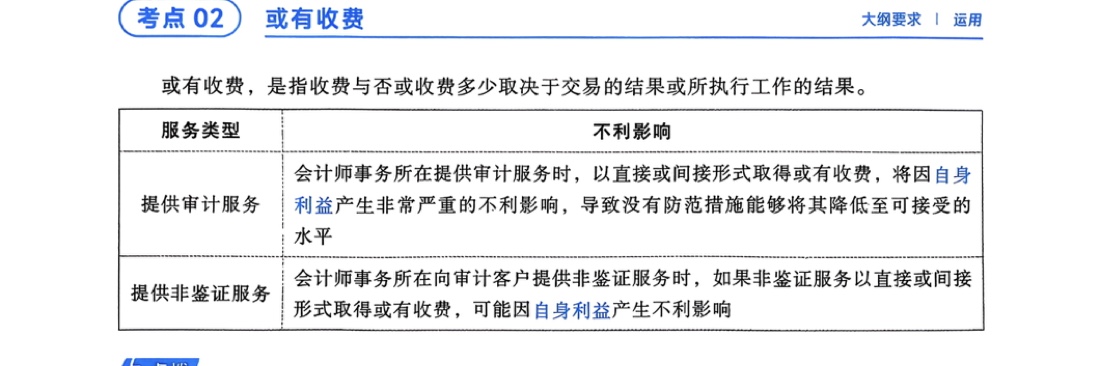 考点 02 或有收费 大纲要求 | 运用
或有收费，是指收费与否或收费多少取决于交易的结果或所执行工作的结果。
服务类型 不利影响
提供审计服务
会计师事务所在提供审计服务时，以直接或间接形式取得或有收费，将因自身
利益产生非常严重的不利影响，导致没有防范措施能够将其降低至可接受的
水平
提供非鉴证服务
会计师事务所在向审计客户提供非鉴证服务时，如果非鉴证服务以直接或间接
形式取得或有收费，可能因自身利益产生不利影响